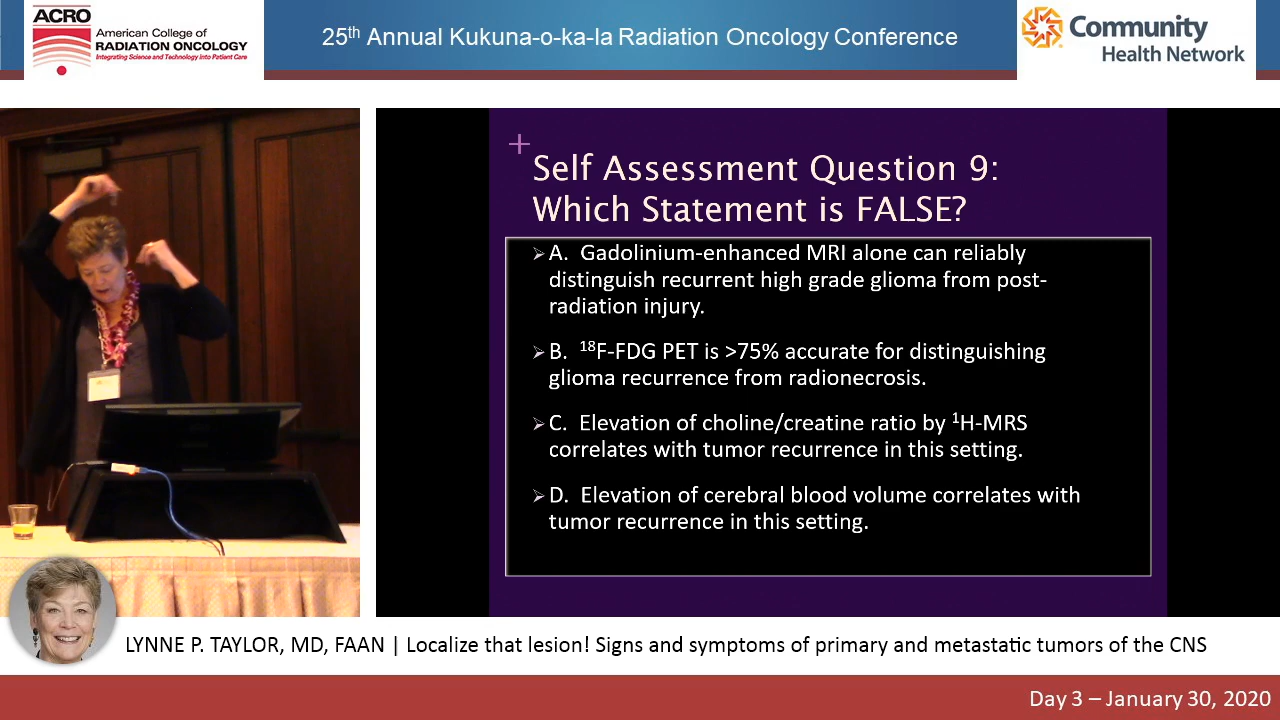 ACRO
American College of
RADIATION ONCOLOGY
Integrating Science and Technology Into Patient Care
25th Annual Kukuna-o-ka-la Radiation Oncology Conference
Community
Health Network
+
Self Assessment Question 9:
Which Statement is FALSE?
➢A. Gadolinium-enhanced MRI alone can reliably
distinguish recurrent high grade glioma from post-
radiation injury.
➢B. 18F-FDG PET is >75% accurate for distinguishing
glioma recurrence from radionecrosis.
➢C. Elevation of choline/creatine ratio by 1H-MRS
correlates with tumor recurrence in this setting.
➢D. Elevation of cerebral blood volume correlates with
tumor recurrence in this setting.
LYNNE P. TAYLOR, MD, FAAN | Localize that lesion! Signs and symptoms of primary and metastatic tumors of the CNS
Day 3 – January 30, 2020